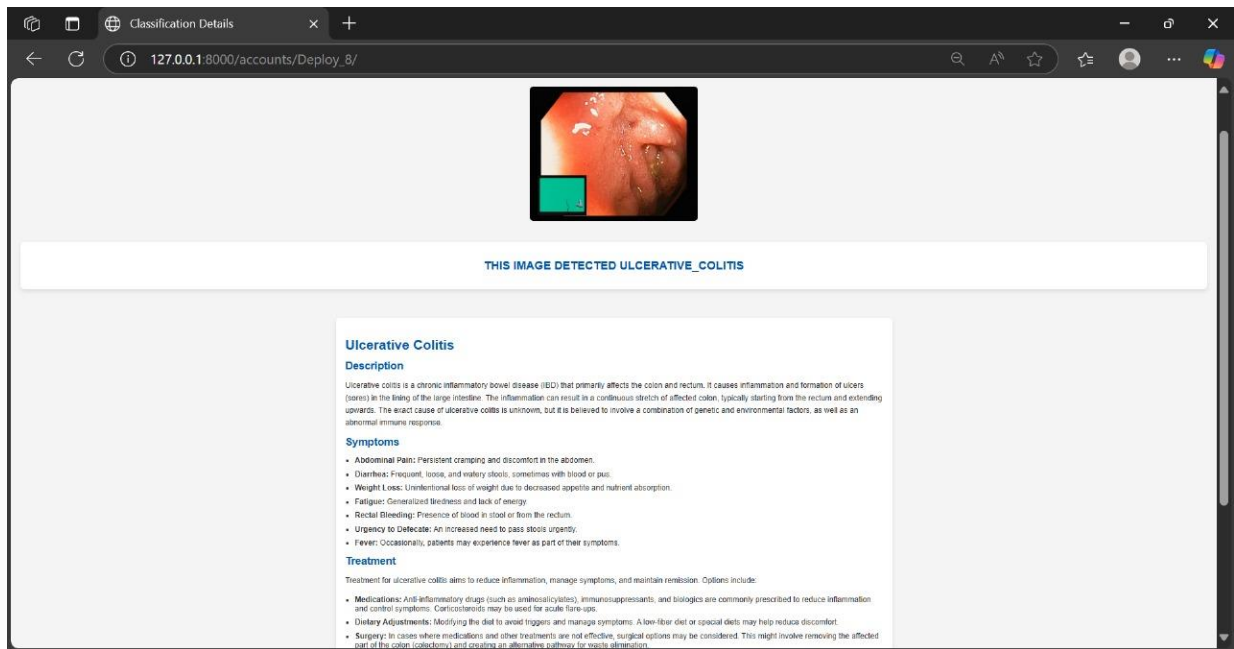 Classification Details
127.0.0.1:8000/accounts/Deploy_8/
THIS IMAGE DETECTED ULCERATIVE_COLITIS
Ulcerative Colitis
Description
Ulcerative colitis is a chronic inflammatory bowel disease (IBD) that primarily affects the colon and rectum. It causes inflammation and formation of ulcers
(sores) in the lining of the large intestine. The inflammation can result in a continuous stretch of affected colon, typically starting from the rectum and extending
upwards. The exact cause of ulcerative colitis is unknown, but it is believed to involve a combination of genetic and environmental factors, as well as an
abnormal immune response.
Symptoms
• Abdominal Pain: Persistent cramping and discomfort in the abdomen.
• Diarrhea: Frequent, loose, and watery stools, sometimes with blood or pus.
• Weight Loss: Unintentional loss of weight due to decreased appetite and nutrient absorption.
• Fatigue: Generalized tiredness and lack of energy.
• Rectal Bleeding: Presence of blood in stool or from the rectum.
• Urgency to Defecate: An increased need to pass stools urgently.
• Fever: Occasionally, patients may experience fever as part of their symptoms.
Treatment
Treatment for ulcerative colitis aims to reduce inflammation, manage symptoms, and maintain remission. Options include:
• Medications: Anti-inflammatory drugs (such as aminosalicylates), immunosuppressants, and biologics are commonly prescribed to reduce inflammation
and control symptoms. Corticosteroids may be used for acute flare-ups.
• Dietary Adjustments: Modifying the diet to avoid triggers and manage symptoms. A low-fiber diet or special diets may help reduce discomfort.
• Surgery: In cases where medications and other treatments are not effective, surgical options may be considered. This might involve removing the affected
part of the colon (colectomy) and creating an alternative pathway for waste elimination.